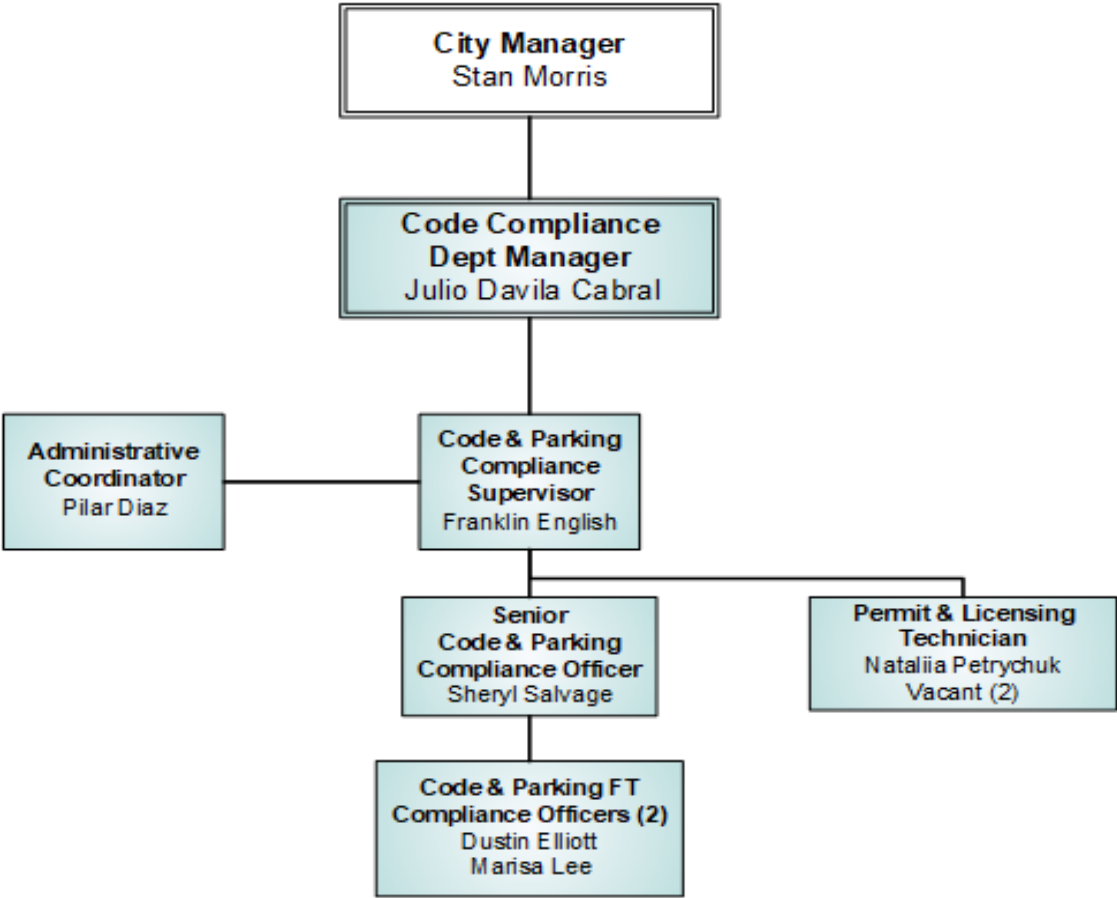 City Manager
Stan Morris
Code Compliance
Dept Manager
Julio Davila Cabral
Administrative
Coordinator
Pilar Diaz
Code & Parking
Compliance
Supervisor
Franklin English
Senior
Code & Parking
Compliance Officer
Sheryl Salvage
Permit & Licensing
Technician
Nataliia Petrychuk
Vacant (2)
Code & Parking FT
Compliance Officers (2)
Dustin Elliott
Marisa Lee